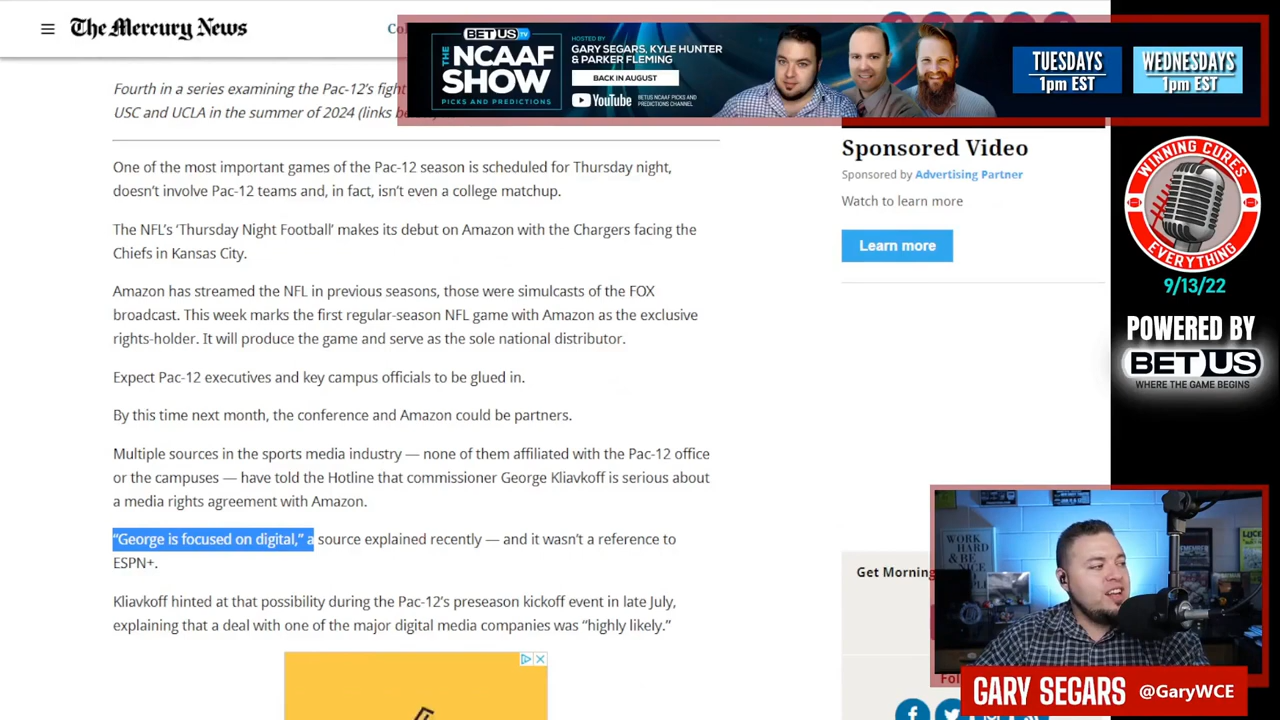 The Mercury News
BETUS TV
THE NCAAF SHOW
PICKS AND PREDICTIONS
HOSTED BY
GARY SEGARS, KYLE HUNTER
& PARKER FLEMING
BACK IN AUGUST
YouTube
BETUS NCAAF PICKS AND
PREDICTIONS CHANNEL
TUESDAYS
1pm EST
WEDNESDAYS
1pm EST
Fourth in a series examining the Pac-12’s fight
USC and UCLA in the summer of 2024 (links be
One of the most important games of the Pac-12 season is scheduled for Thursday night,
doesn’t involve Pac-12 teams and, in fact, isn’t even a college matchup.
The NFL’s ‘Thursday Night Football’ makes its debut on Amazon with the Chargers facing the
Chiefs in Kansas City.
Amazon has streamed the NFL in previous seasons, those were simulcasts of the FOX
broadcast. This week marks the first regular-season NFL game with Amazon as the exclusive
rights-holder. It will produce the game and serve as the sole national distributor.
Expect Pac-12 executives and key campus officials to be glued in.
By this time next month, the conference and Amazon could be partners.
Multiple sources in the sports media industry — none of them affiliated with the Pac-12 office
or the campuses — have told the Hotline that commissioner George Kliavkoff is serious about
a media rights agreement with Amazon.
“George is focused on digital,” a source explained recently — and it wasn’t a reference to
ESPN+.
Kliavkoff hinted at that possibility during the Pac-12’s preseason kickoff event in late July,
explaining that a deal with one of the major digital media companies was “highly likely.”
Sponsored Video
Sponsored by Advertising Partner
Watch to learn more
Learn more
Get Morning
Fol
WINNING CURES
EVERYTHING
9/13/22
POWERED BY
BETUS
WHERE THE GAME BEGINS
WORK
HARD &
BE
NICE
GARY SEGARS @GaryWCE